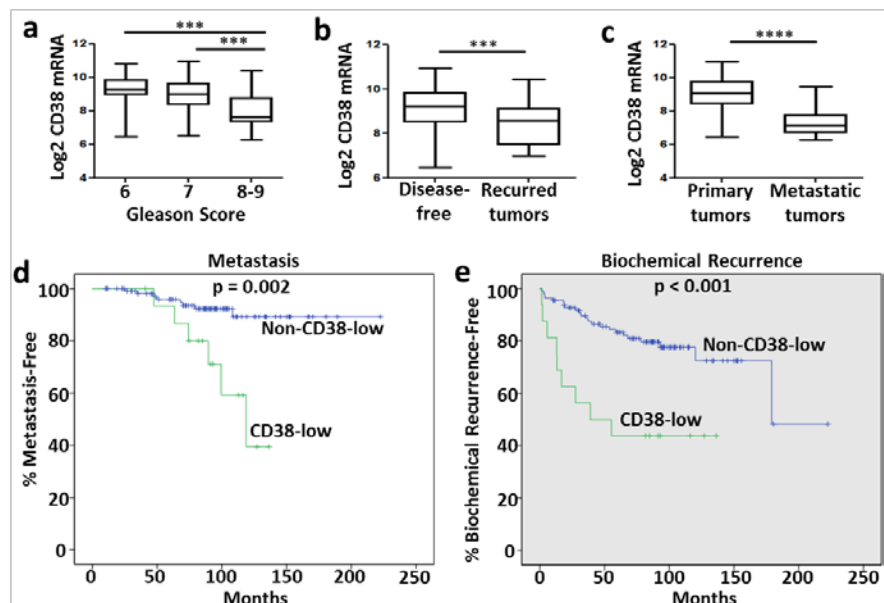 a
***
***
Log2 CD38 mRNA
12
10
8
6
4
6 7 8-9
Gleason Score
b
***
Log2 CD38 mRNA
12
10
8
6
Disease-free
Recurred tumors
c
****
Log2 CD38 mRNA
12
10
8
6
4
Primary tumors
Metastatic tumors
d
Metastasis
p = 0.002
% Metastasis-Free
100
80
60
40
20
0
Non-CD38-low
CD38-low
0 50 100 150 200 250
Months
e
Biochemical Recurrence
p < 0.001
% Biochemical Recurrence-Free
100
80
60
40
20
0
Non-CD38-low
CD38-low
0 50 100 150 200 250
Months